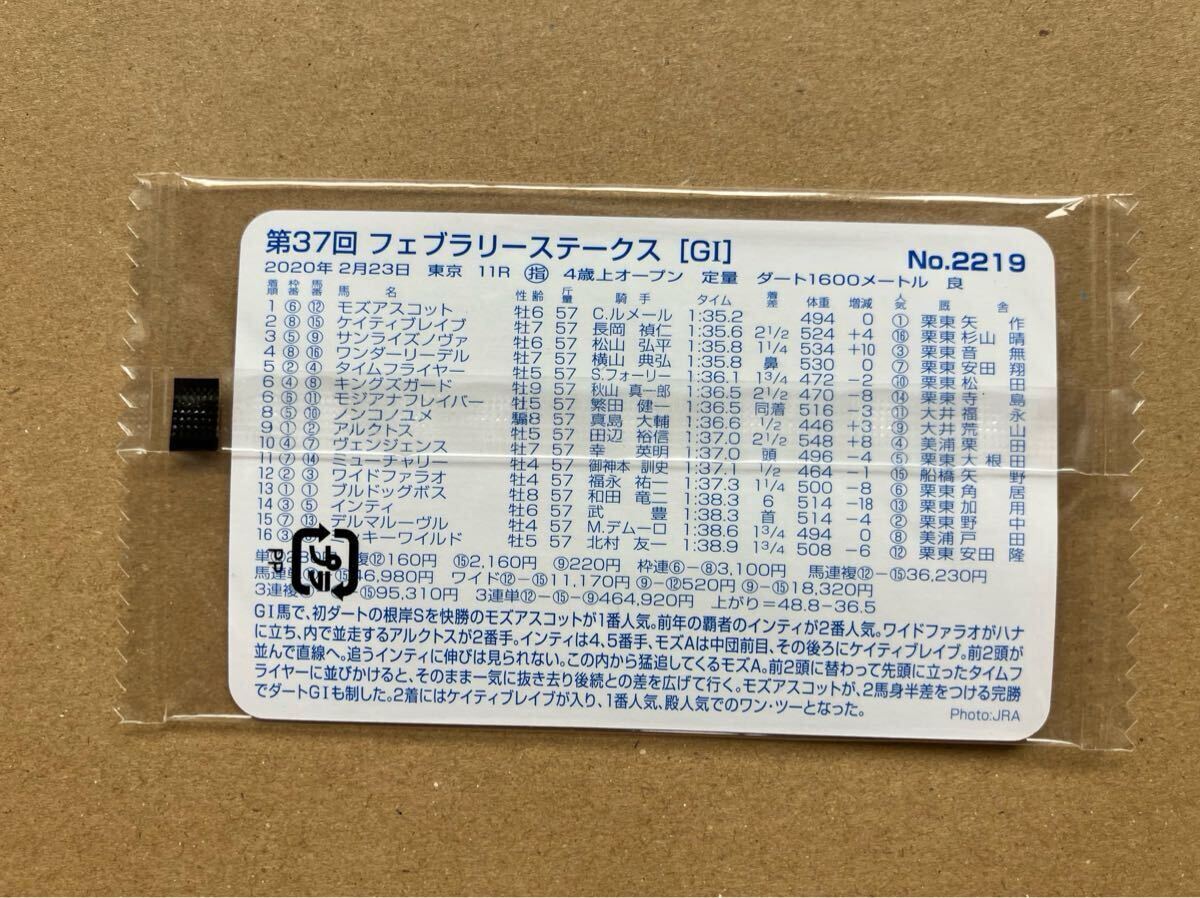 第37回 フェブラリーステークス [GI] No.2219
2020年 2月23日 東京 11R 指 4歳上オープン 定量 ダート1600メートル 良
着順 枠番 馬番 馬名 性齢 斤量 騎手 タイム 着差 体重 増減 人気 厩舎
1 ⑥ ⑫ モズアスコット 牡6 57 C.ルメール 1:35.2 494 0 ① 栗東 矢作
2 ⑧ ⑮ ケイティブレイブ 牡7 57 長岡 禎仁 1:35.6 2 1/2 524 +4 ⑯ 栗東 杉山晴
3 ⑤ ⑨ サンライズノヴァ 牡6 57 松山 弘平 1:35.8 1 1/4 534 +10 ③ 栗東 音無
4 ⑧ ⑯ ワンダーリーデル 牡7 57 横山 典弘 1:35.8 鼻 530 0 ⑦ 栗東 安田翔
5 ② ④ タイムフライヤー 牡5 57 S.フォーリー 1:36.1 1 3/4 472 -2 ⑩ 栗東 松田
6 ④ ⑧ キングズガード 牡9 57 秋山 真一郎 1:36.5 2 1/2 470 -8 ⑭ 栗東 寺島
6 ⑥ ⑪ モジアナフレイバー 牡5 57 繁田 健一 1:36.5 同着 516 -3 ⑪ 大井 福永
8 ⑤ ⑩ ノンコノユメ 騸8 57 真島 大輔 1:36.6 1/2 446 +3 ⑨ 大井 荒山
9 ① ② アルクトス 牡5 57 田辺 裕信 1:37.0 2 1/2 548 +8 ④ 美浦 栗田
10 ④ ⑦ ヴェンジェンス 牡7 57 幸 英明 1:37.0 頭 496 -4 ⑤ 栗東 大根田
11 ⑦ ⑭ ミューチャリー 牡4 57 御神本 訓史 1:37.1 1/2 464 -1 ⑮ 船橋 矢野
12 ② ③ ワイドファラオ 牡4 57 福永 祐一 1:37.3 1 1/4 500 -8 ⑥ 栗東 角居
13 ① ① ブルドッグボス 牡8 57 和田 竜二 1:38.3 6 514 -18 ⑬ 栗東 加用
14 ③ ⑤ インティ 牡6 57 武 豊 1:38.3 首 514 -4 ② 栗東 野中
15 ⑦ ⑬ デルマルーヴル 牡4 57 M.デムーロ 1:38.6 1 3/4 494 0 ⑧ 美浦 戸田
16 ③ キーワイルド 牡5 57 北村 友一 1:38.9 1 3/4 508 -6 ⑫ 栗東 安田隆
単 28 複⑫160円 ⑮2,160円 ⑨220円 枠連⑥-⑧3,100円 馬連複⑫-⑮36,230円
馬連単 ⑮46,980円 ワイド⑫-⑮11,170円 ⑨-⑫520円 ⑨-⑮18,320円
3連複 ⑮95,310円 3連単⑫-⑮-⑨464,920円 上がり=48.8-36.5
GI馬で、初ダートの根岸Sを快勝のモズアスコットが1番人気。前年の覇者のインティが2番人気。ワイドファラオがハナ
に立ち、内で並走するアルクトスが2番手。インティは4、5番手、モズAは中団前目、その後ろにケイティブレイブ。前2頭が
並んで直線へ。追うインティに伸びは見られない。この内から猛追してくるモズA。前2頭に替わって先頭に立ったタイムフ
ライヤーに並びかけると、そのまま一気に抜き去り後続との差を広げて行く。モズアスコットが、2馬身半差をつける完勝
でダートGIも制した。2着にはケイティブレイブが入り、1番人気、殿人気でのワン・ツーとなった。
Photo:JRA
プラ
PP